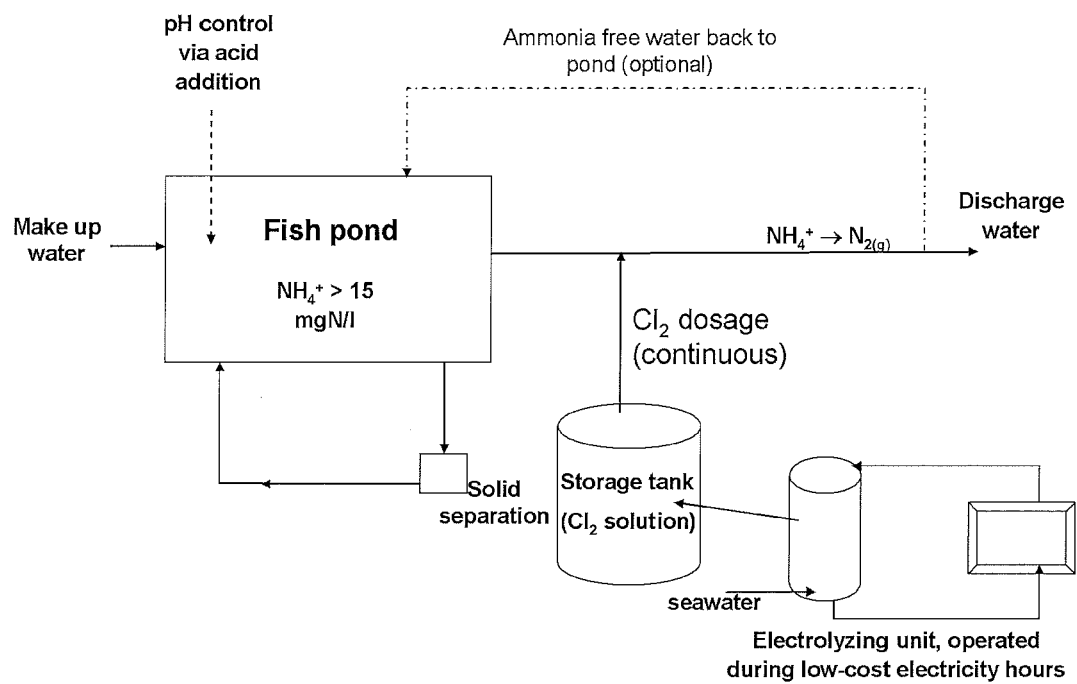 pH control
via acid
addition
Ammonia free water back to
pond (optional)
Make up
water
Fish pond
NH₄⁺ > 15
mgN/l
NH₄⁺ → N₂(g)
Discharge
water
Cl₂ dosage
(continuous)
Solid
separation
Storage tank
(Cl₂ solution)
seawater
Electrolyzing unit, operated
during low-cost electricity hours